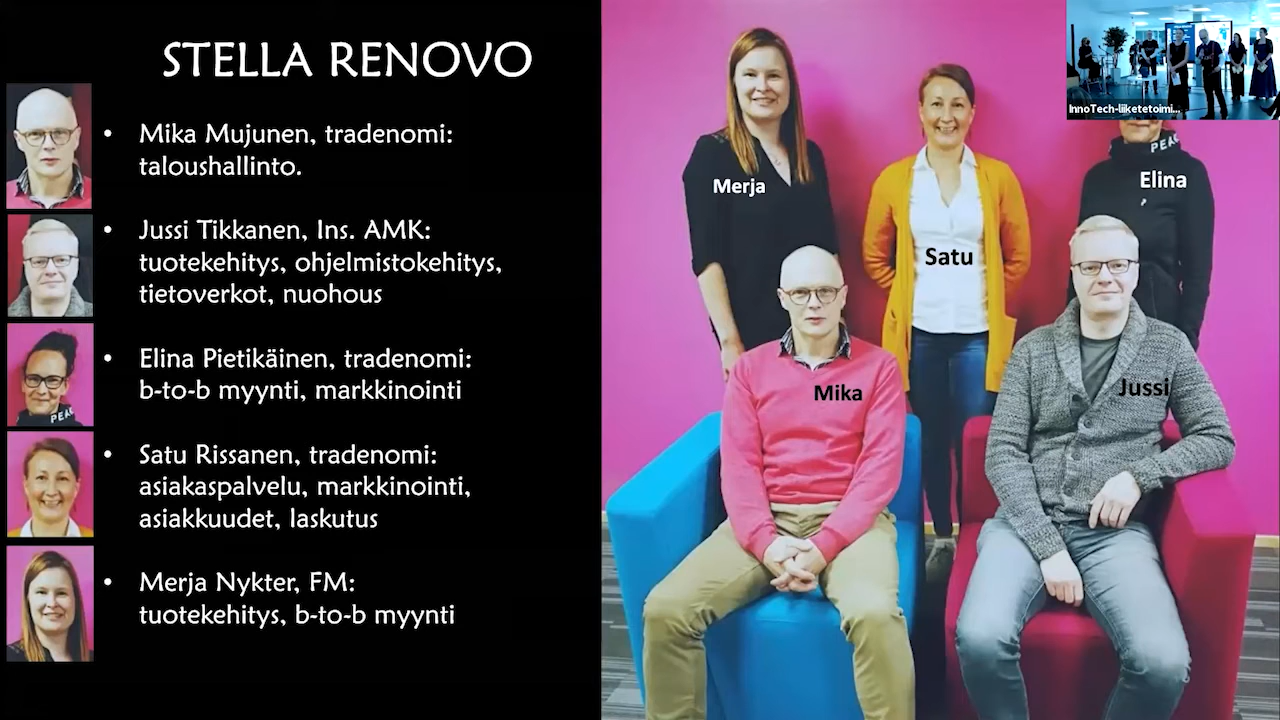 STELLA RENOVO
• Mika Mujunen, tradenomi:
taloushallinto.
• Jussi Tikkanen, Ins. AMK:
tuotekehitys, ohjelmistokehitys,
tietoverkot, nuohous
• Elina Pietikäinen, tradenomi:
b-to-b myynti, markkinointi
• Satu Rissanen, tradenomi:
asiakaspalvelu, markkinointi,
asiakkuudet, laskutus
• Merja Nykter, FM:
tuotekehitys, b-to-b myynti
InnoTech-liiketetoimi...
PEAC
Elina
Merja
Satu
Mika
Jussi